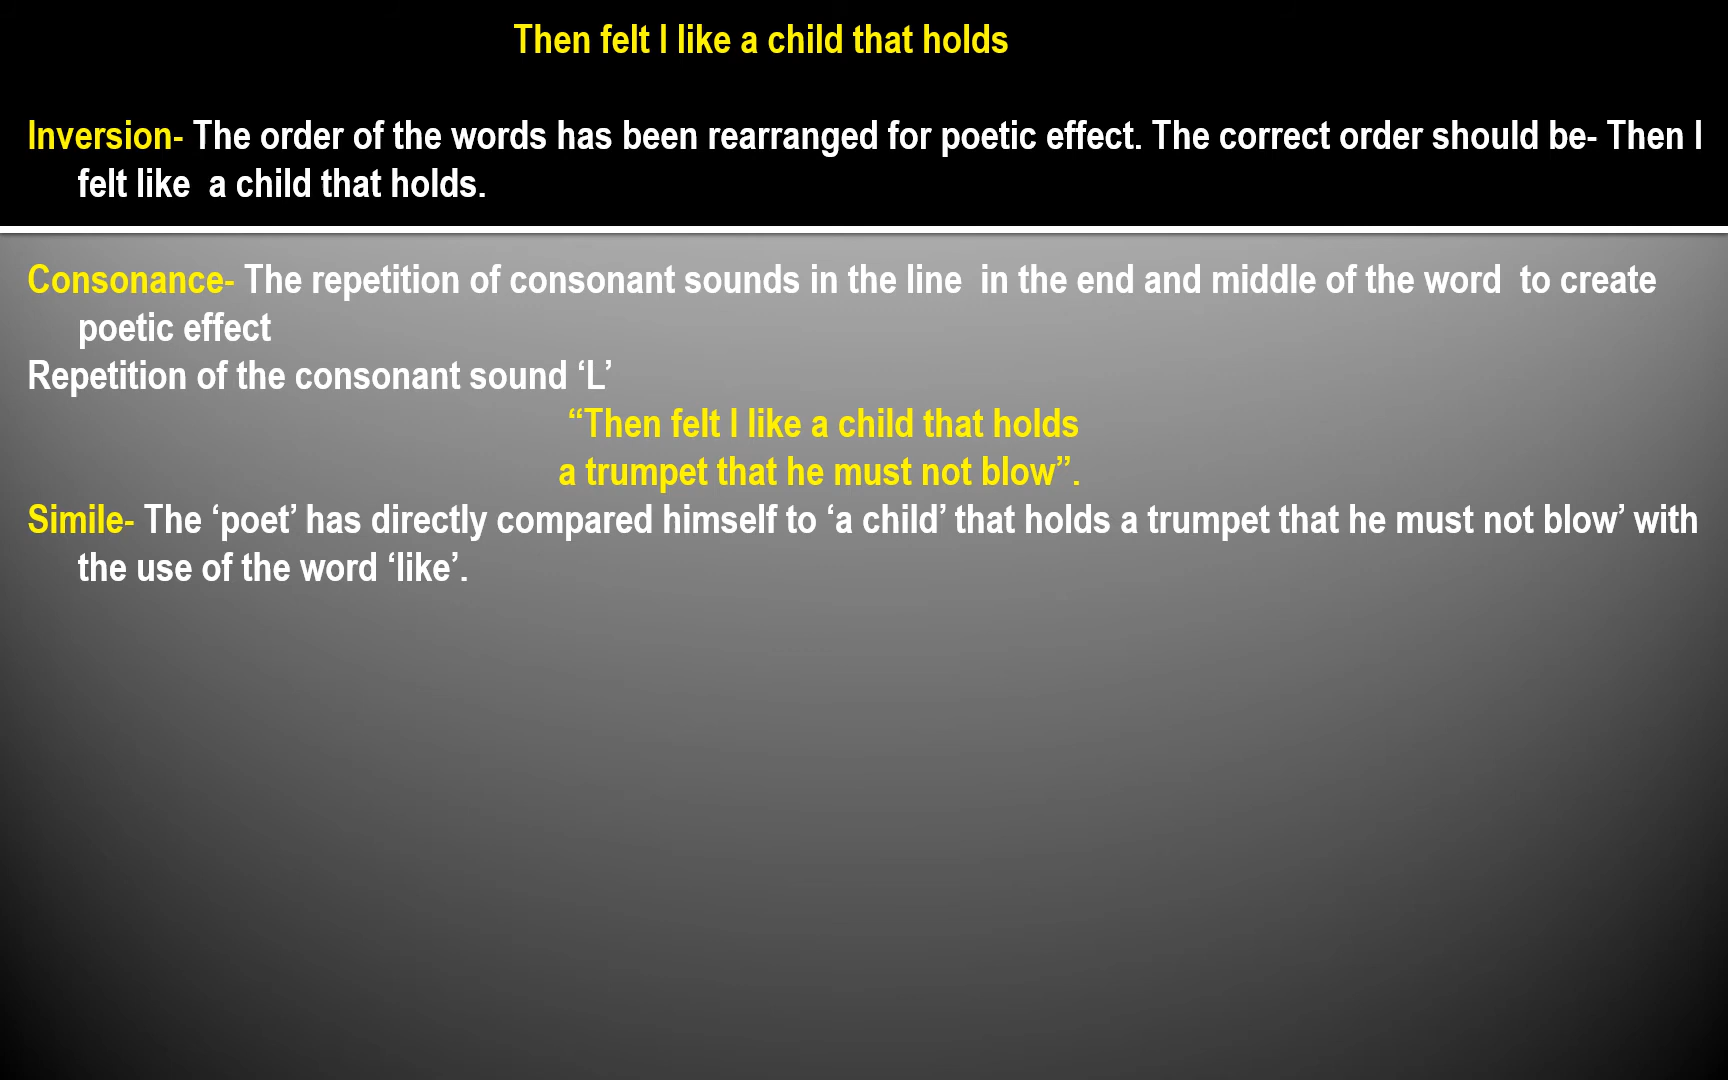 Then felt I like a child that holds
Inversion- The order of the words has been rearranged for poetic effect. The correct order should be- Then I
felt like  a child that holds.
Consonance- The repetition of consonant sounds in the line  in the end and middle of the word  to create
poetic effect
Repetition of the consonant sound ‘L’
“Then felt I like a child that holds
a trumpet that he must not blow”.
Simile- The ‘poet’ has directly compared himself to ‘a child’ that holds a trumpet that he must not blow’ with
the use of the word ‘like’.